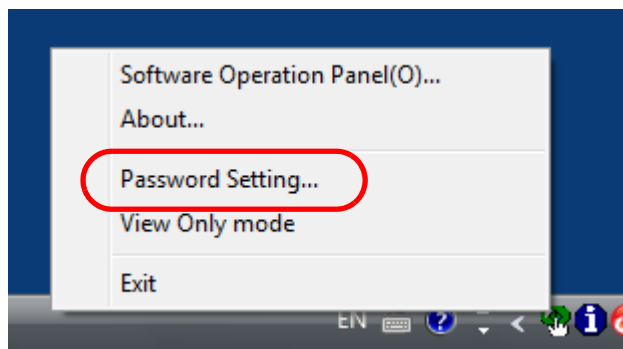 Software Operation Panel(O)...
About...
Password Setting...
View Only mode
Exit
EN